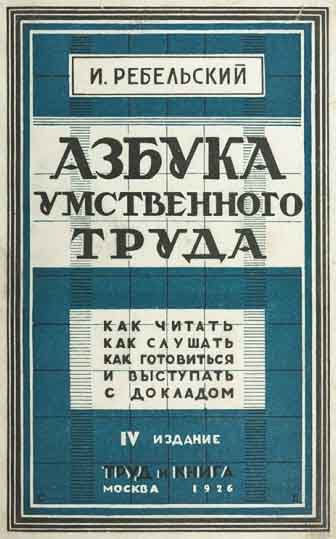 И. РЕБЕЛЬСКИЙ
АЗБУКА
УМСТВЕННОГО
ТРУДА
КАК ЧИТАТЬ
КАК СЛУШАТЬ
КАК ГОТОВИТЬСЯ
И ВЫСТУПАТЬ
С ДОКЛАДОМ
IV ИЗДАНИЕ
ТРУД и КНИГА
МОСКВА 1926